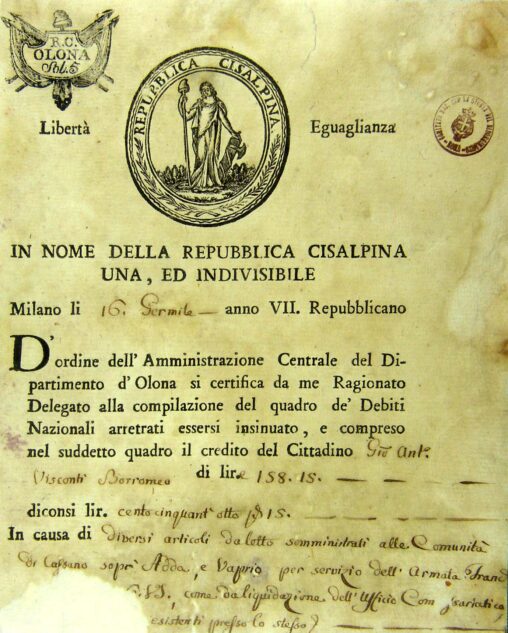 R.C.
OLONA
Sol. 5
REPUBBLICA CISALPINA
Libertà
Eguaglianza
IN NOME DELLA REPUBBLICA CISALPINA
UNA, ED INDIVISIBILE
Milano li 16. Germile anno VII. Repubblicano
D'ordine dell'Amministrazione Centrale del Di-
partimento d'Olona si certifica da me Ragionato
Delegato alla compilazione del quadro de' Debiti
Nazionali arretrati essersi insinuato, e compreso
nel suddetto quadro il credito del Cittadino Gio Ant.
Visconti Borromeo di lire 158. 15.
diconsi lir. cento cinquant'otto 15.
In causa di diversi articoli da letto somministrati alle Comunità
di Cassano sopr'Adda, e Vaprio per servizio dell'Armata Franc
come da liquidazione dell'Ufficio Com
esistenti presso lo stesso